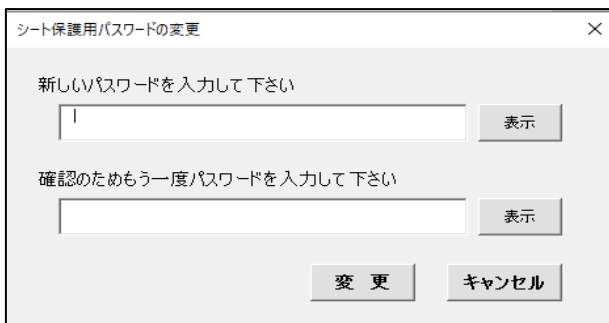 シート保護用パスワードの変更
新しいパスワードを入力して下さい
表示
確認のためもう一度パスワードを入力して下さい
表示
変 更
キャンセル